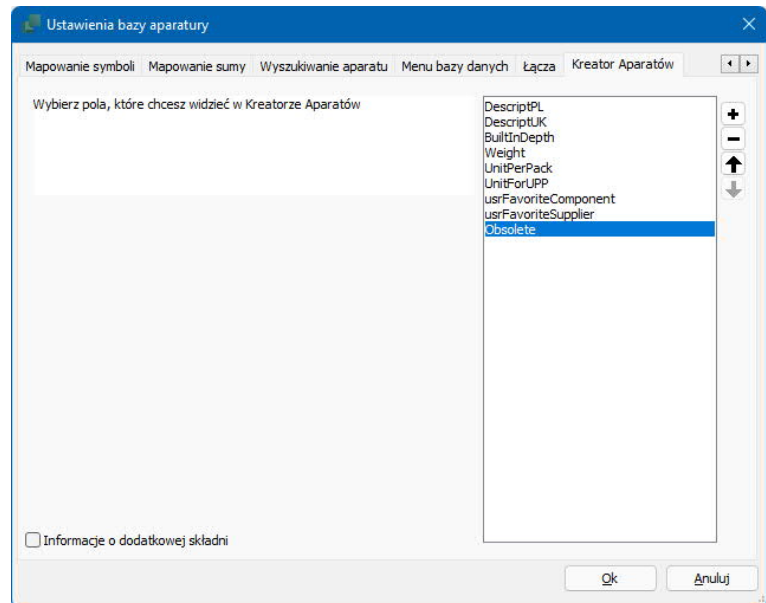 Ustawienia bazy aparatury
Mapowanie symboli Mapowanie sumy Wyszukiwanie aparatu Menu bazy danych Łącza Kreator Aparatów
Wybierz pola, które chcesz widzieć w Kreatorze Aparatów
DescriptPL
DescriptUK
BuiltInDepth
Weight
UnitPerPack
UnitForUPP
usrFavoriteComponent
usrFavoriteSupplier
Obsolete
Informacje o dodatkowej składni
Ok Anuluj